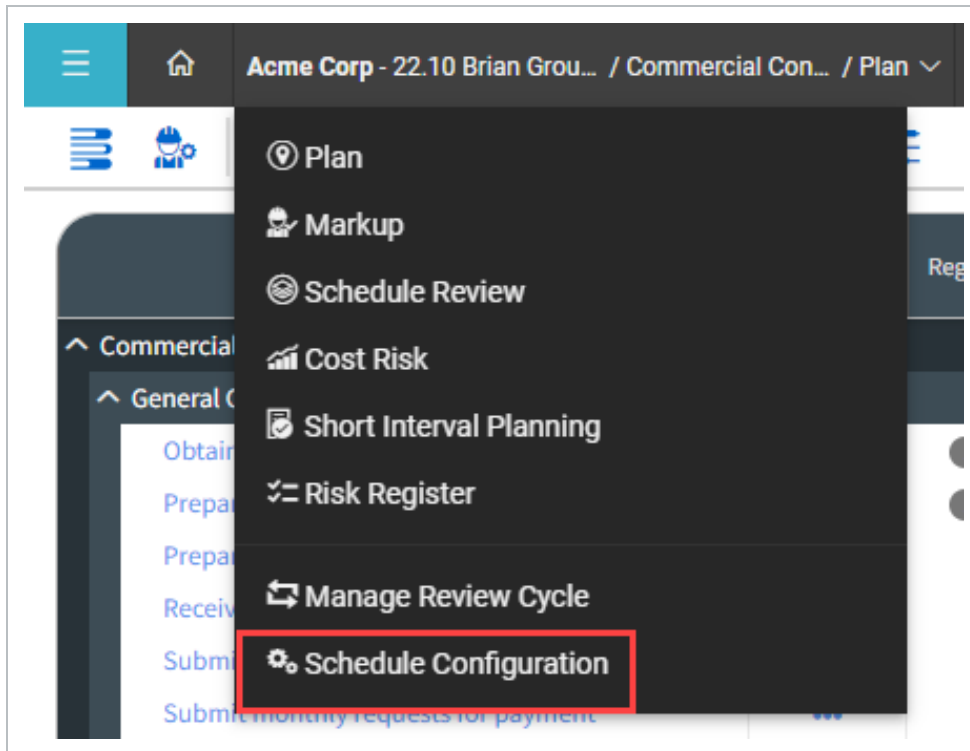 Acme Corp - 22.10 Brian Grou... / Commercial Con... / Plan
Plan
Markup
Schedule Review
Reg
Cost Risk
Commercial
General C
Short Interval Planning
Obtain
Risk Register
Prepar
Prepar
Manage Review Cycle
Receiv
Schedule Configuration
Submi
Submit monthly requests for payment